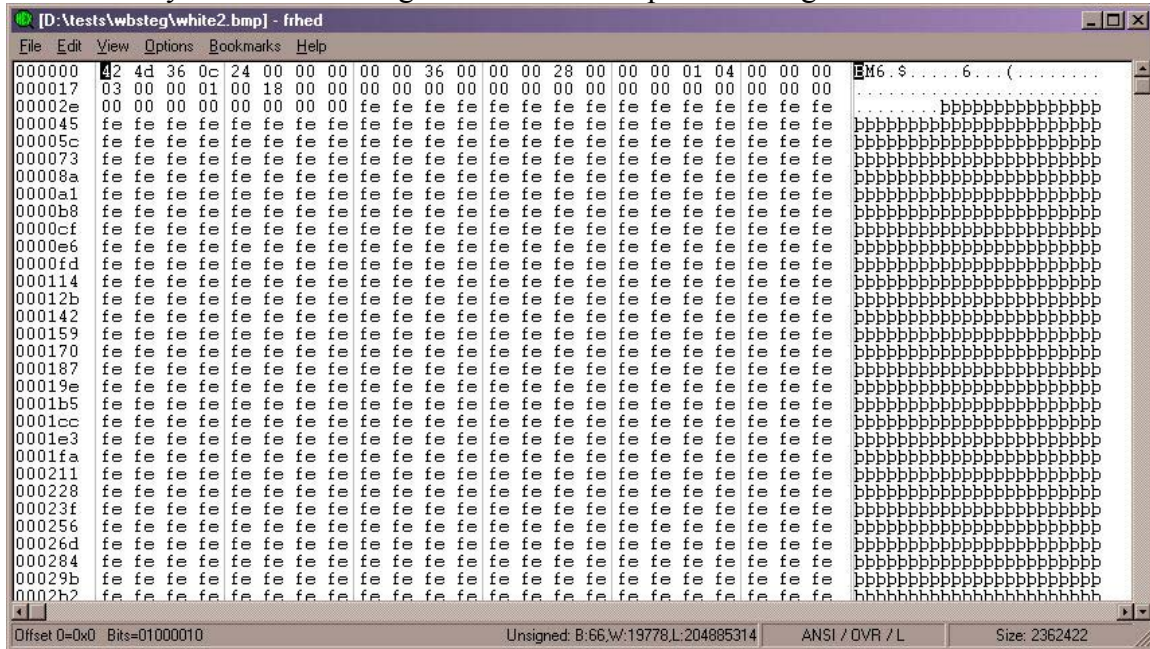 [D:\tests\wbsteg\white2.bmp] - frhed
File Edit View Options Bookmarks Help
000000 42 4d 36 0c 24 00 00 00 00 00 36 00 00 00 28 00 00 00 01 04 00 00 00 BM6.$.....6...(........
000017 03 00 00 01 00 18 00 00 00 00 00 00 00 00 00 00 00 00 00 00 00 00 00 .......................
00002e 00 00 00 00 00 00 00 00 fe fe fe fe fe fe fe fe fe fe fe fe fe fe fe ........þþþþþþþþþþþþþþþ
000045 fe fe fe fe fe fe fe fe fe fe fe fe fe fe fe fe fe fe fe fe fe fe fe þþþþþþþþþþþþþþþþþþþþþþþ
00005c fe fe fe fe fe fe fe fe fe fe fe fe fe fe fe fe fe fe fe fe fe fe fe þþþþþþþþþþþþþþþþþþþþþþþ
000073 fe fe fe fe fe fe fe fe fe fe fe fe fe fe fe fe fe fe fe fe fe fe fe þþþþþþþþþþþþþþþþþþþþþþþ
00008a fe fe fe fe fe fe fe fe fe fe fe fe fe fe fe fe fe fe fe fe fe fe fe þþþþþþþþþþþþþþþþþþþþþþþ
0000a1 fe fe fe fe fe fe fe fe fe fe fe fe fe fe fe fe fe fe fe fe fe fe fe þþþþþþþþþþþþþþþþþþþþþþþ
0000b8 fe fe fe fe fe fe fe fe fe fe fe fe fe fe fe fe fe fe fe fe fe fe fe þþþþþþþþþþþþþþþþþþþþþþþ
0000cf fe fe fe fe fe fe fe fe fe fe fe fe fe fe fe fe fe fe fe fe fe fe fe þþþþþþþþþþþþþþþþþþþþþþþ
0000e6 fe fe fe fe fe fe fe fe fe fe fe fe fe fe fe fe fe fe fe fe fe fe fe þþþþþþþþþþþþþþþþþþþþþþþ
0000fd fe fe fe fe fe fe fe fe fe fe fe fe fe fe fe fe fe fe fe fe fe fe fe þþþþþþþþþþþþþþþþþþþþþþþ
000114 fe fe fe fe fe fe fe fe fe fe fe fe fe fe fe fe fe fe fe fe fe fe fe þþþþþþþþþþþþþþþþþþþþþþþ
00012b fe fe fe fe fe fe fe fe fe fe fe fe fe fe fe fe fe fe fe fe fe fe fe þþþþþþþþþþþþþþþþþþþþþþþ
000142 fe fe fe fe fe fe fe fe fe fe fe fe fe fe fe fe fe fe fe fe fe fe fe þþþþþþþþþþþþþþþþþþþþþþþ
000159 fe fe fe fe fe fe fe fe fe fe fe fe fe fe fe fe fe fe fe fe fe fe fe þþþþþþþþþþþþþþþþþþþþþþþ
000170 fe fe fe fe fe fe fe fe fe fe fe fe fe fe fe fe fe fe fe fe fe fe fe þþþþþþþþþþþþþþþþþþþþþþþ
000187 fe fe fe fe fe fe fe fe fe fe fe fe fe fe fe fe fe fe fe fe fe fe fe þþþþþþþþþþþþþþþþþþþþþþþ
00019e fe fe fe fe fe fe fe fe fe fe fe fe fe fe fe fe fe fe fe fe fe fe fe þþþþþþþþþþþþþþþþþþþþþþþ
0001b5 fe fe fe fe fe fe fe fe fe fe fe fe fe fe fe fe fe fe fe fe fe fe fe þþþþþþþþþþþþþþþþþþþþþþþ
0001cc fe fe fe fe fe fe fe fe fe fe fe fe fe fe fe fe fe fe fe fe fe fe fe þþþþþþþþþþþþþþþþþþþþþþþ
0001e3 fe fe fe fe fe fe fe fe fe fe fe fe fe fe fe fe fe fe fe fe fe fe fe þþþþþþþþþþþþþþþþþþþþþþþ
0001fa fe fe fe fe fe fe fe fe fe fe fe fe fe fe fe fe fe fe fe fe fe fe fe þþþþþþþþþþþþþþþþþþþþþþþ
000211 fe fe fe fe fe fe fe fe fe fe fe fe fe fe fe fe fe fe fe fe fe fe fe þþþþþþþþþþþþþþþþþþþþþþþ
000228 fe fe fe fe fe fe fe fe fe fe fe fe fe fe fe fe fe fe fe fe fe fe fe þþþþþþþþþþþþþþþþþþþþþþþ
00023f fe fe fe fe fe fe fe fe fe fe fe fe fe fe fe fe fe fe fe fe fe fe fe þþþþþþþþþþþþþþþþþþþþþþþ
000256 fe fe fe fe fe fe fe fe fe fe fe fe fe fe fe fe fe fe fe fe fe fe fe þþþþþþþþþþþþþþþþþþþþþþþ
00026d fe fe fe fe fe fe fe fe fe fe fe fe fe fe fe fe fe fe fe fe fe fe fe þþþþþþþþþþþþþþþþþþþþþþþ
000284 fe fe fe fe fe fe fe fe fe fe fe fe fe fe fe fe fe fe fe fe fe fe fe þþþþþþþþþþþþþþþþþþþþþþþ
00029b fe fe fe fe fe fe fe fe fe fe fe fe fe fe fe fe fe fe fe fe fe fe fe þþþþþþþþþþþþþþþþþþþþþþþ
0002b2 fe fe fe fe fe fe fe fe fe fe fe fe fe fe fe fe fe fe fe fe fe fe fe þþþþþþþþþþþþþþþþþþþþþþþ
Offset 0=0x0 Bits=01000010 Unsigned: B:66,W:19778,L:204885314 ANSI / OVR / L Size: 2362422